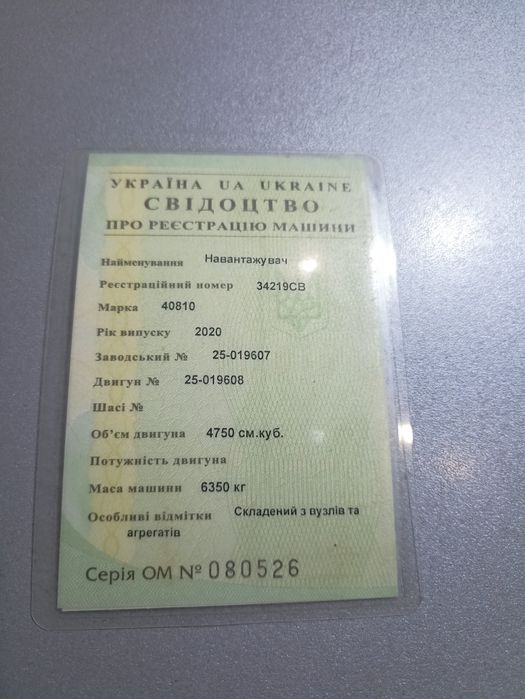 УКРАЇНА UA UKRAINE
СВІДОЦТВО
ПРО РЕЄСТРАЦІЮ МАШИНИ
Найменування Навантажувач
Реєстраційний номер 34219СВ
Марка 40810
Рік випуску 2020
Заводський № 25-019607
Двигун № 25-019608
Шасі №
Об'єм двигуна 4750 см.куб.
Потужність двигуна
Маса машини 6350 кг
Особливі відмітки Складений з вузлів та
агрегатів
Серія ОМ № 080526